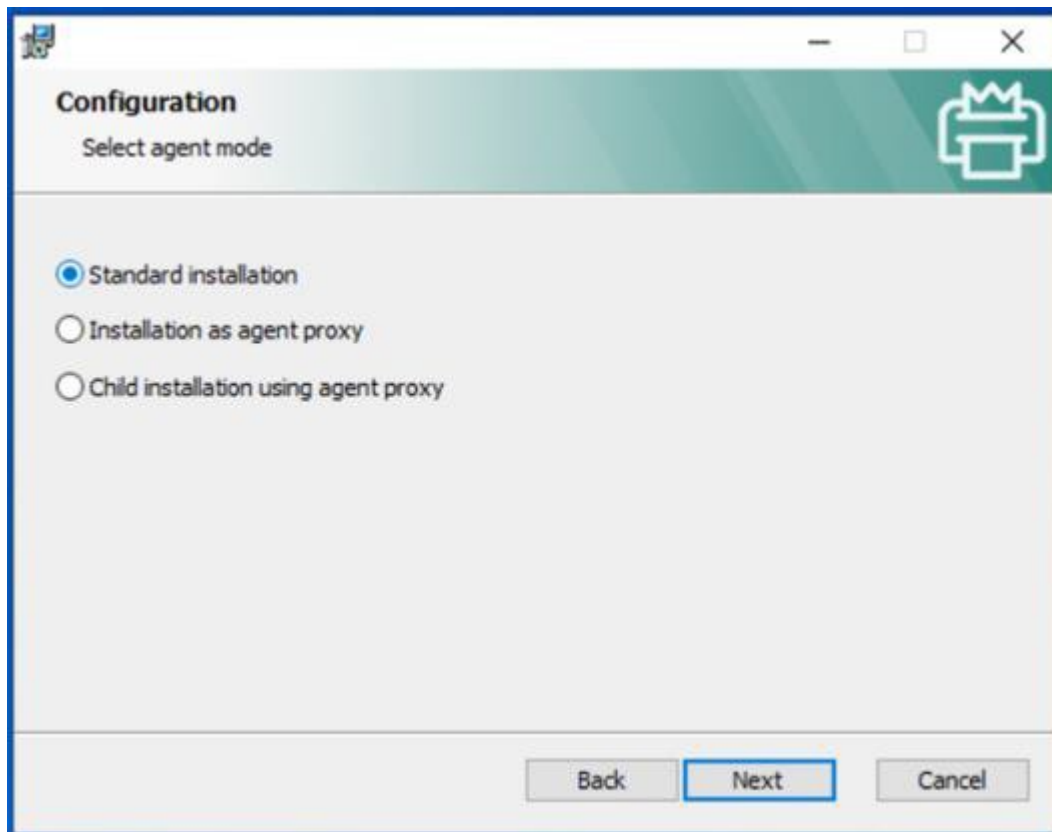 Configuration
Select agent mode
Standard installation
Installation as agent proxy
Child installation using agent proxy
Back
Next
Cancel